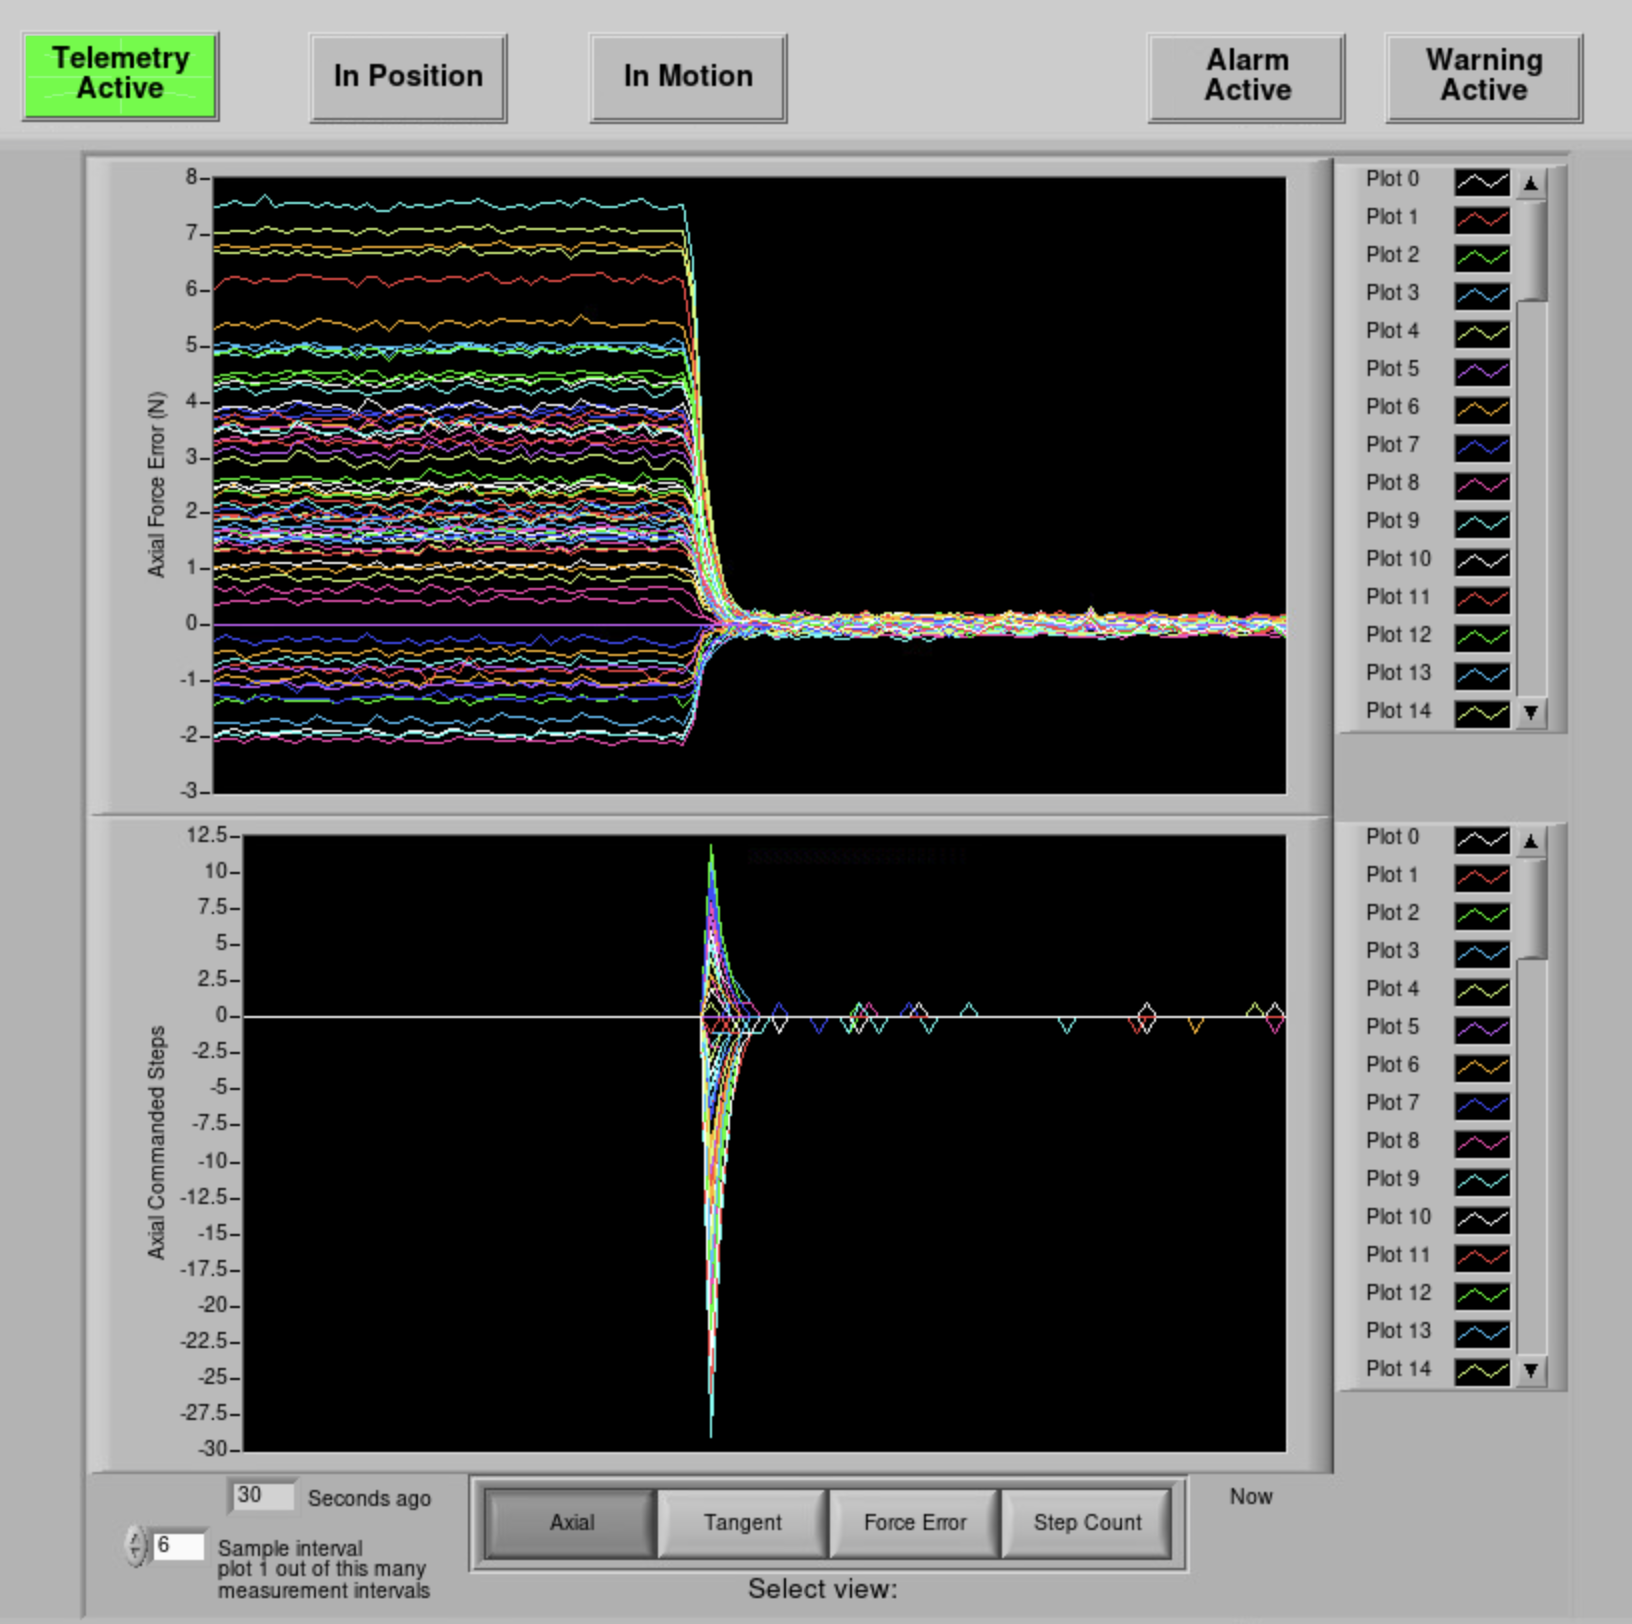 Telemetry
Active
In Position
In Motion
Alarm
Active
Warning
Active
Axial Force Error (N)
8
7
6
5
4
3
2
1
0
-1
-2
-3
Plot 0
Plot 1
Plot 2
Plot 3
Plot 4
Plot 5
Plot 6
Plot 7
Plot 8
Plot 9
Plot 10
Plot 11
Plot 12
Plot 13
Plot 14
Axial Commanded Steps
12.5
10
7.5
5
2.5
0
-2.5
-5
-7.5
-10
-12.5
-15
-17.5
-20
-22.5
-25
-27.5
-30
Plot 0
Plot 1
Plot 2
Plot 3
Plot 4
Plot 5
Plot 6
Plot 7
Plot 8
Plot 9
Plot 10
Plot 11
Plot 12
Plot 13
Plot 14
30 Seconds ago
Now
Axial
Tangent
Force Error
Step Count
6
Sample interval
plot 1 out of this many
measurement intervals
Select view: